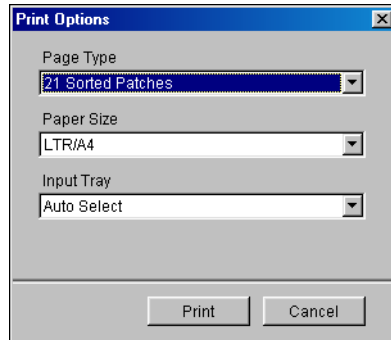 Print Options
Page Type
21 Sorted Patches
Paper Size
LTR/A4
Input Tray
Auto Select
Print Cancel